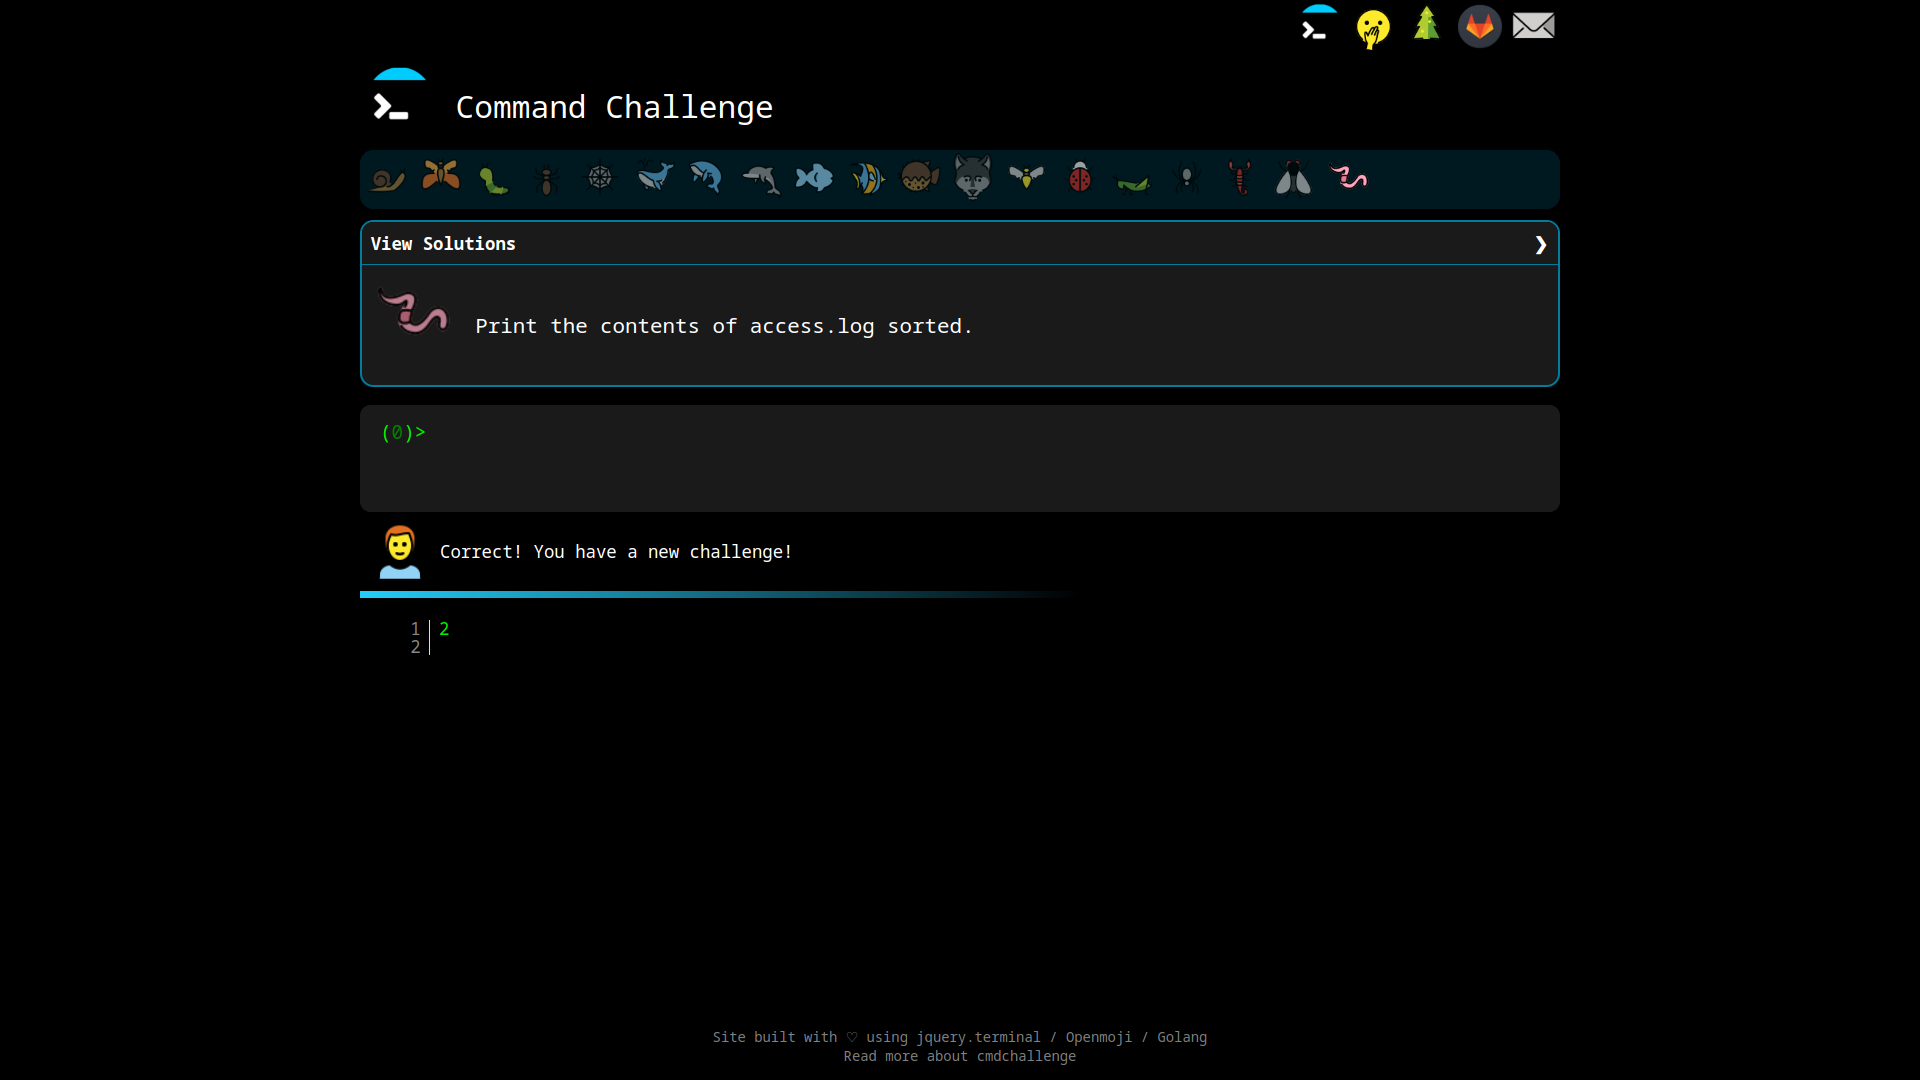 Command Challenge
View Solutions ❯
Print the contents of access.log sorted.
(0)>
Correct! You have a new challenge!
1 2
2
Site built with ♡ using jquery.terminal / Openmoji / Golang
Read more about cmdchallenge